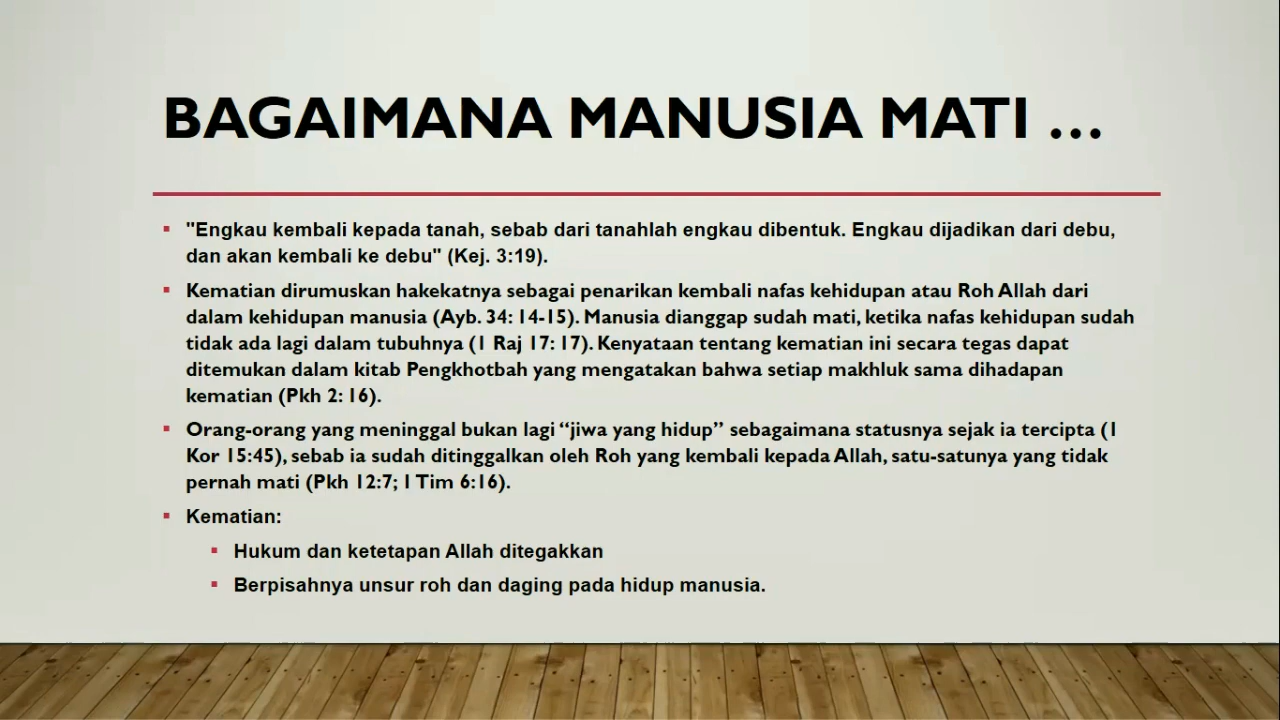 BAGAIMANA MANUSIA MATI ...
"Engkau kembali kepada tanah, sebab dari tanahlah engkau dibentuk. Engkau dijadikan dari debu,
dan akan kembali ke debu" (Kej. 3:19).
Kematian dirumuskan hakekatnya sebagai penarikan kembali nafas kehidupan atau Roh Allah dari
dalam kehidupan manusia (Ayb. 34: 14-15). Manusia dianggap sudah mati, ketika nafas kehidupan sudah
tidak ada lagi dalam tubuhnya (1 Raj 17: 17). Kenyataan tentang kematian ini secara tegas dapat
ditemukan dalam kitab Pengkhotbah yang mengatakan bahwa setiap makhluk sama dihadapan
kematian (Pkh 2: 16).
Orang-orang yang meninggal bukan lagi “jiwa yang hidup” sebagaimana statusnya sejak ia tercipta (1
Kor 15:45), sebab ia sudah ditinggalkan oleh Roh yang kembali kepada Allah, satu-satunya yang tidak
pernah mati (Pkh 12:7; 1 Tim 6:16).
Kematian:
Hukum dan ketetapan Allah ditegakkan
Berpisahnya unsur roh dan daging pada hidup manusia.